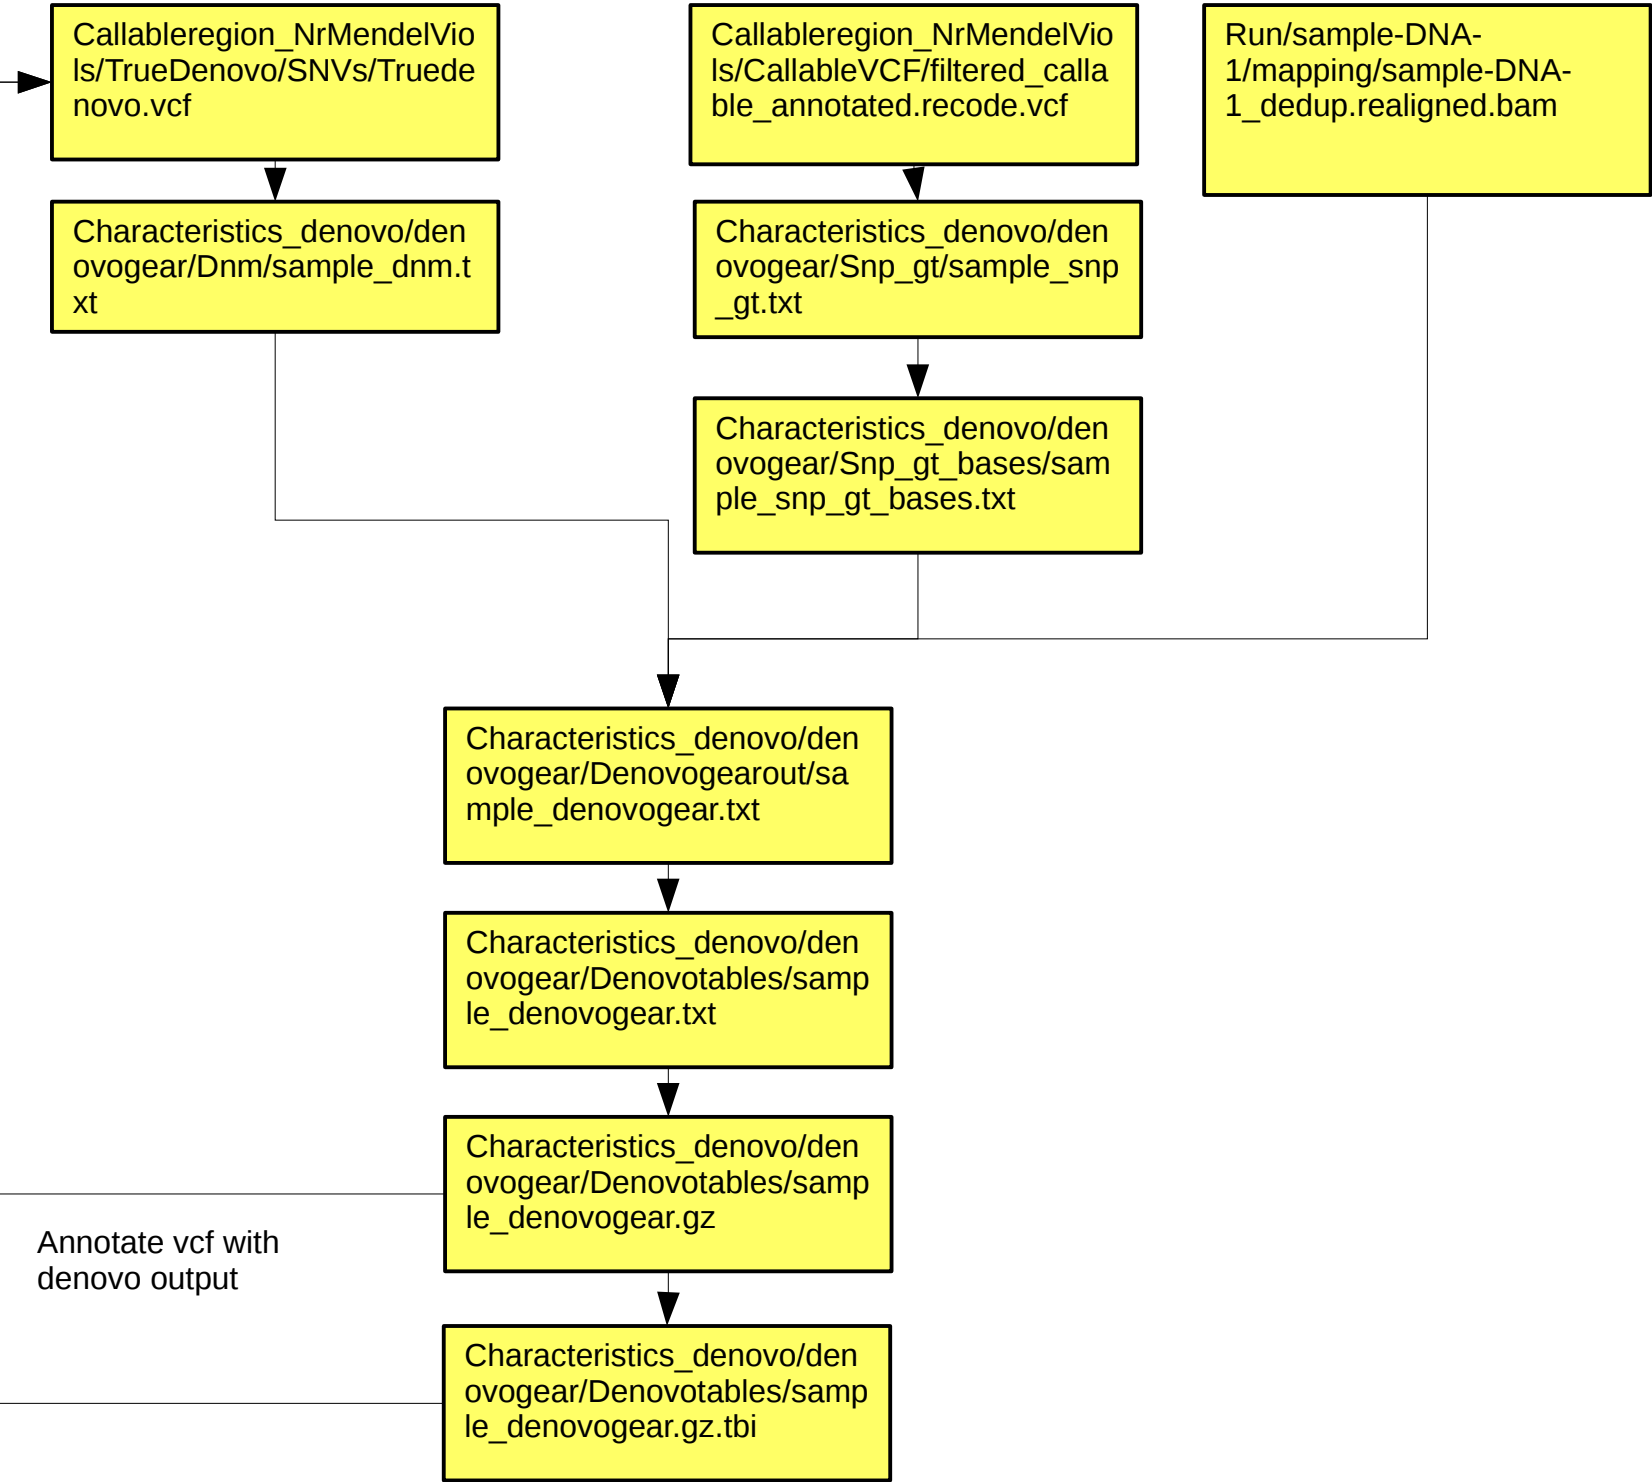 Callableregion_NrMendelVio
ls/TrueDenovo/SNVs/Truede
novo.vcf
Callableregion_NrMendelVio
ls/CallableVCF/filtered_calla
ble_annotated.recode.vcf
Run/sample-DNA-
1/mapping/sample-DNA-
1_dedup.realigned.bam
Characteristics_denovo/den
ovogear/Dnm/sample_dnm.t
xt
Characteristics_denovo/den
ovogear/Snp_gt/sample_snp
_gt.txt
Characteristics_denovo/den
ovogear/Snp_gt_bases/sam
ple_snp_gt_bases.txt
Characteristics_denovo/den
ovogear/Denovogearout/sa
mple_denovogear.txt
Characteristics_denovo/den
ovogear/Denovotables/samp
le_denovogear.txt
Characteristics_denovo/den
ovogear/Denovotables/samp
le_denovogear.gz
Annotate vcf with
denovo output
Characteristics_denovo/den
ovogear/Denovotables/samp
le_denovogear.gz.tbi